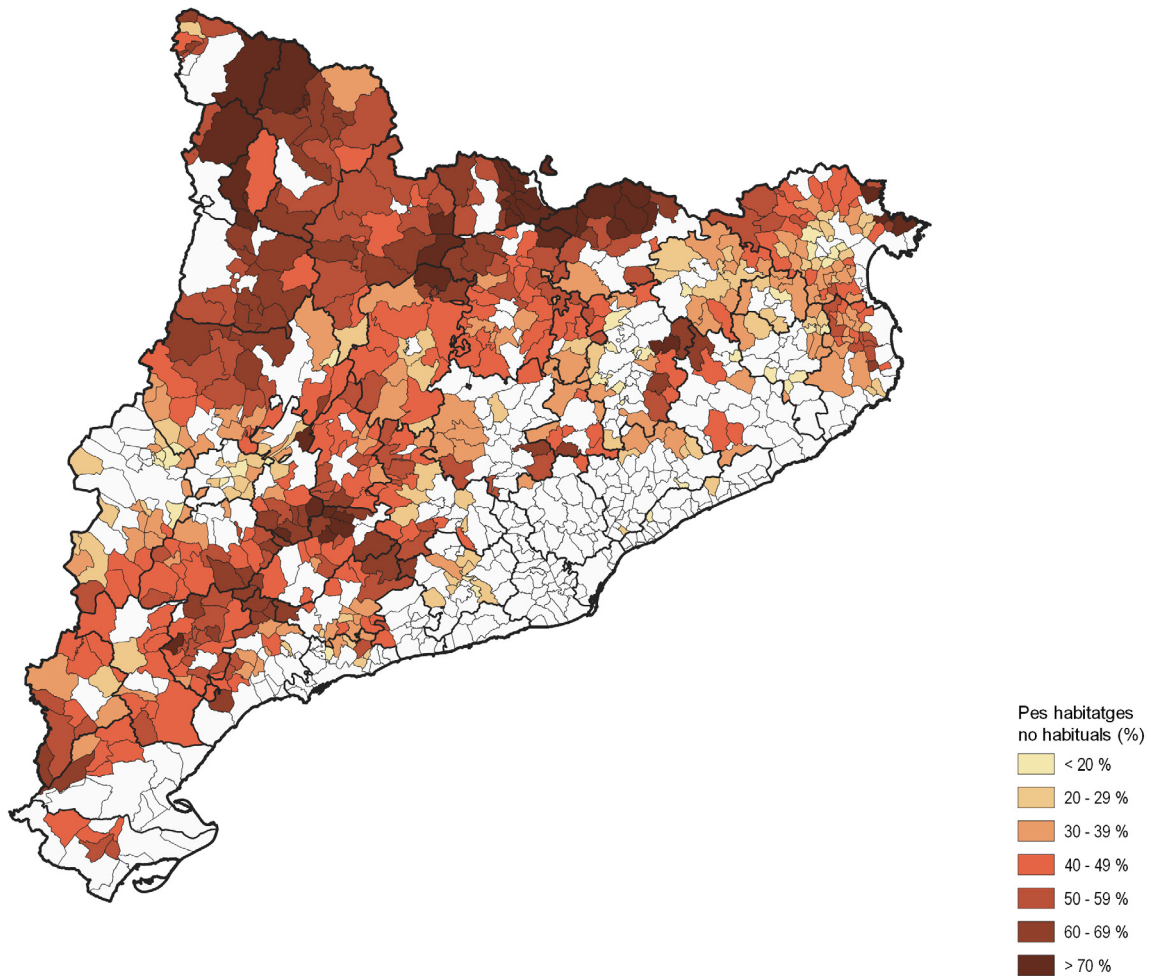 Pes habitatges
no habituals (%)
< 20 %
20 - 29 %
30 - 39 %
40 - 49 %
50 - 59 %
60 - 69 %
> 70 %